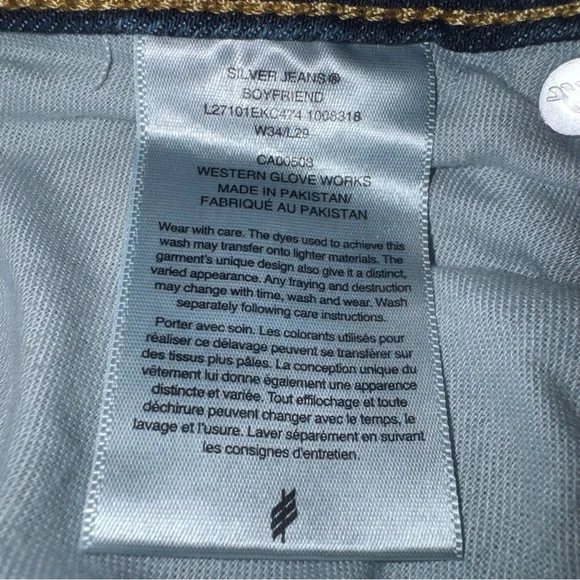 SILVER JEANS®
BOYFRIEND
L27101EKC474 1008318
W34/L29
CA00508
WESTERN GLOVE WORKS
MADE IN PAKISTAN/
FABRIQUÉ AU PAKISTAN
Wear with care. The dyes used to achieve this
wash may transfer onto lighter materials. The
garment's unique design also give it a distinct,
varied appearance. Any fraying and destruction
may change with time, wash and wear. Wash
separately following care instructions.
Porter avec soin. Les colorants utilisés pour
réaliser ce délavage peuvent se transférer sur
des tissus plus pâles. La conception unique du
vêtement lui donne également une apparence
distincte et variée. Tout effilochage et toute
déchirure peuvent changer avec le temps, le
lavage et l'usure. Laver séparément en suivant
les consignes d'entretien.